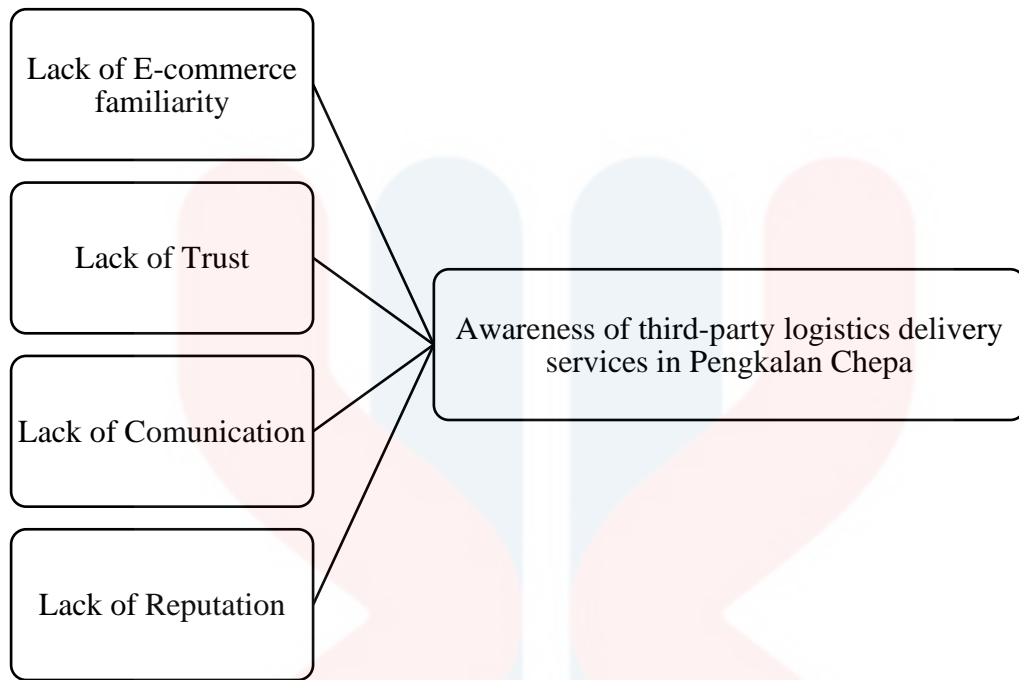 Lack of E-commerce
familiarity
Lack of Trust
Lack of Comunication
Lack of Reputation
Awareness of third-party logistics delivery
services in Pengkalan Chepa